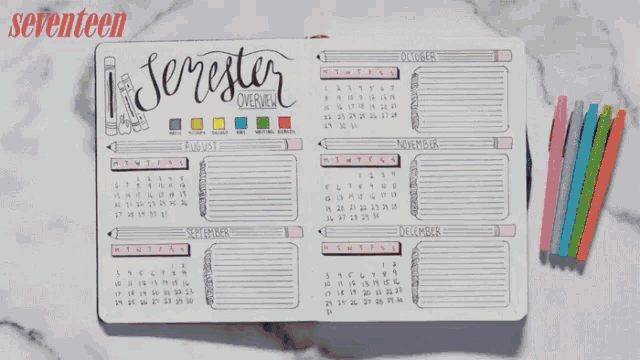 seventeen
Semester
OVERVIEW
MATH ART WRITING
AUGUST
M T W T F S S
1 2 3 4 5
6 7 8 9 10 11 12
13 14 15 16 17 18 19
20 21 22 23 24 25 26
27 28 29 30 31
SEPTEMBER
M T W T F S S
1 2
3 4 5 6 7 8 9
10 11 12 13 14 15 16
17 18 19 20 21 22 23
24 25 26 27 28 29 30
OCTOBER
M T W T F S S
1 2 3 4 5 6 7
8 9 10 11 12 13 14
15 16 17 18 19 20 21
22 23 24 25 26 27 28
29 30 31
NOVEMBER
M T W T F S S
1 2 3 4
5 6 7 8 9 10 11
12 13 14 15 16 17 18
19 20 21 22 23 24 25
26 27 28 29 30
DECEMBER
M T W T F S S
1 2
3 4 5 6 7 8 9
10 11 12 13 14 15 16
17 18 19 20 21 22 23
24 25 26 27 28 29 30
31